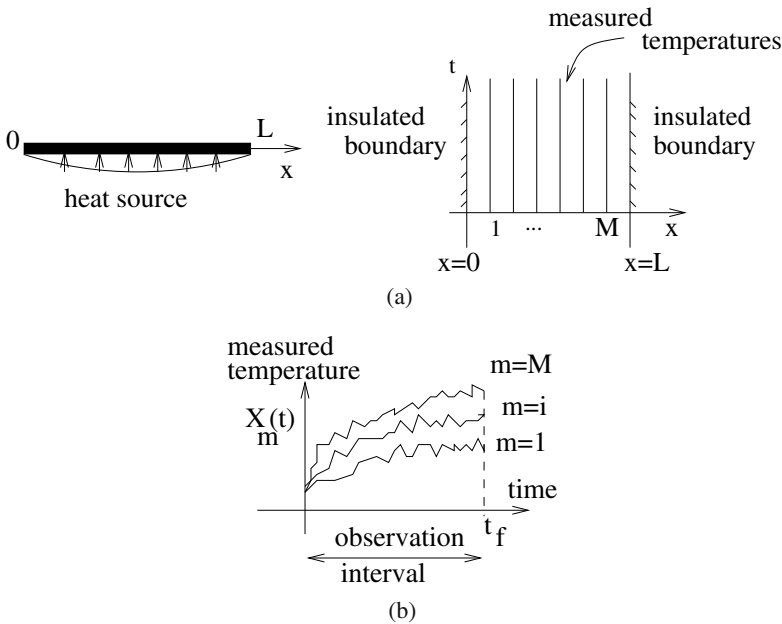 measured
temperatures
t
0
L
x
heat source
insulated
boundary
insulated
boundary
1 ... M
x
x=0
x=L
(a)
measured
temperature
X (t)
m
m=M
m=i
m=1
time
t
f
observation
interval
(b)